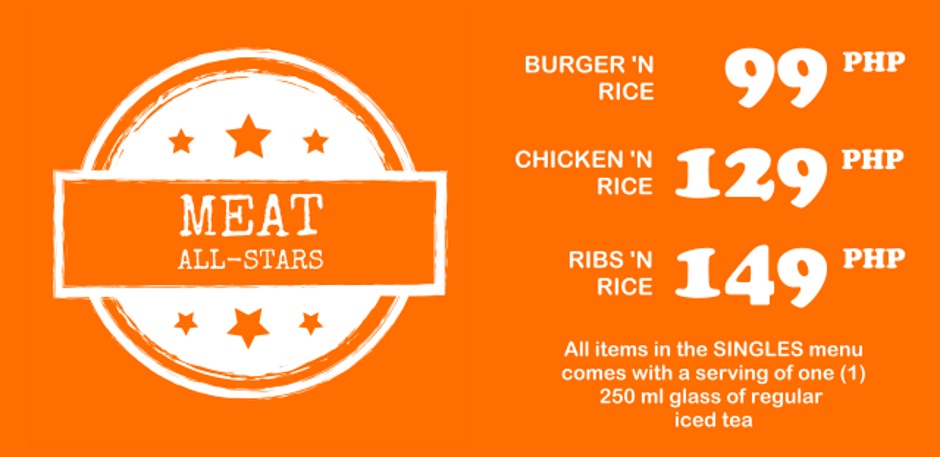 MEAT
ALL-STARS
BURGER 'N
RICE
99 PHP
CHICKEN 'N
RICE
129 PHP
RIBS 'N
RICE
149 PHP
All items in the SINGLES menu
comes with a serving of one (1)
250 ml glass of regular
iced tea